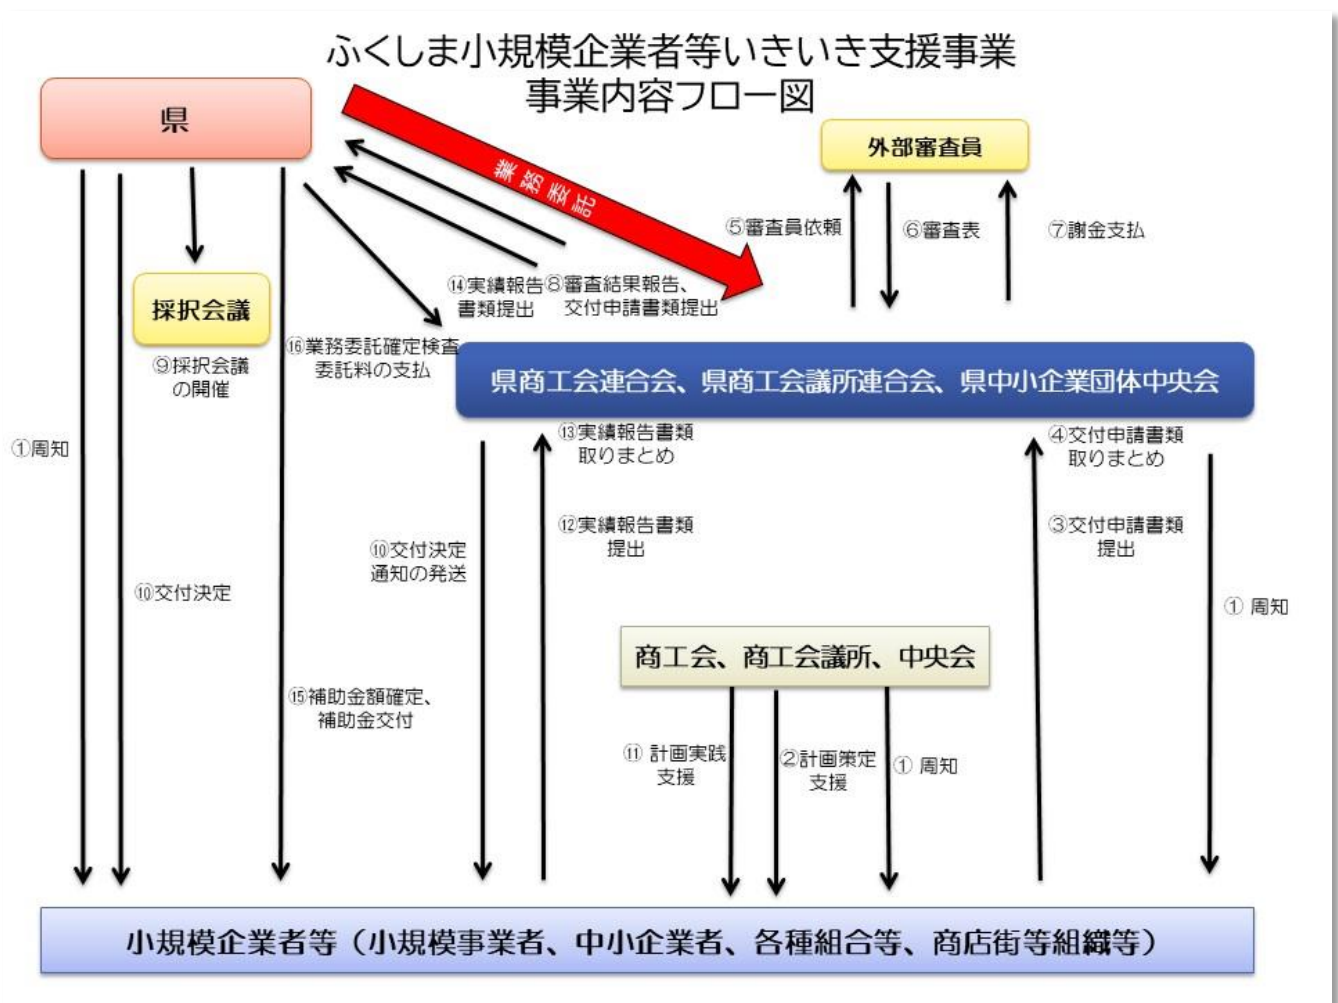 ふくしま小規模企業者等いきいき支援事業
事業内容フロー図
県
業務委託
外部審査員
⑤審査員依頼
⑥審査表
⑦謝金支払
⑭実績報告
書類提出
⑧審査結果報告、
交付申請書類提出
採択会議
⑨採択会議
の開催
⑯業務委託確定検査
委託料の支払
県商工会連合会、県商工会議所連合会、県中小企業団体中央会
①周知
⑬実績報告書類
取りまとめ
④交付申請書類
取りまとめ
⑫実績報告書類
提出
③交付申請書類
提出
⑩交付決定
通知の発送
⑩交付決定
① 周知
商工会、商工会議所、中央会
⑮補助金額確定、
補助金交付
⑪ 計画実践
支援
②計画策定
支援
① 周知
小規模企業者等（小規模事業者、中小企業者、各種組合等、商店街等組織等）